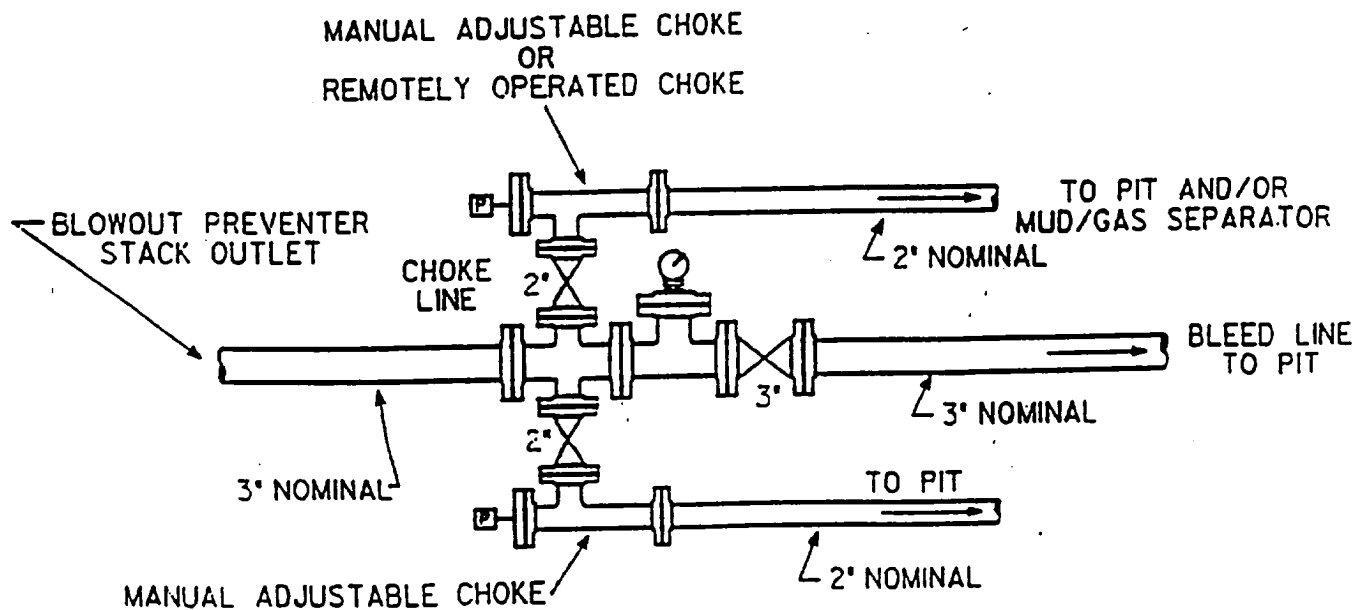 MANUAL ADJUSTABLE CHOKE
OR
REMOTELY OPERATED CHOKE
P
TO PIT AND/OR
MUD/GAS SEPARATOR
BLOWOUT PREVENTER
STACK OUTLET
2" NOMINAL
CHOKE
LINE
2"
BLEED LINE
TO PIT
3"
3" NOMINAL
2"
3" NOMINAL
TO PIT
P
2" NOMINAL
MANUAL ADJUSTABLE CHOKE